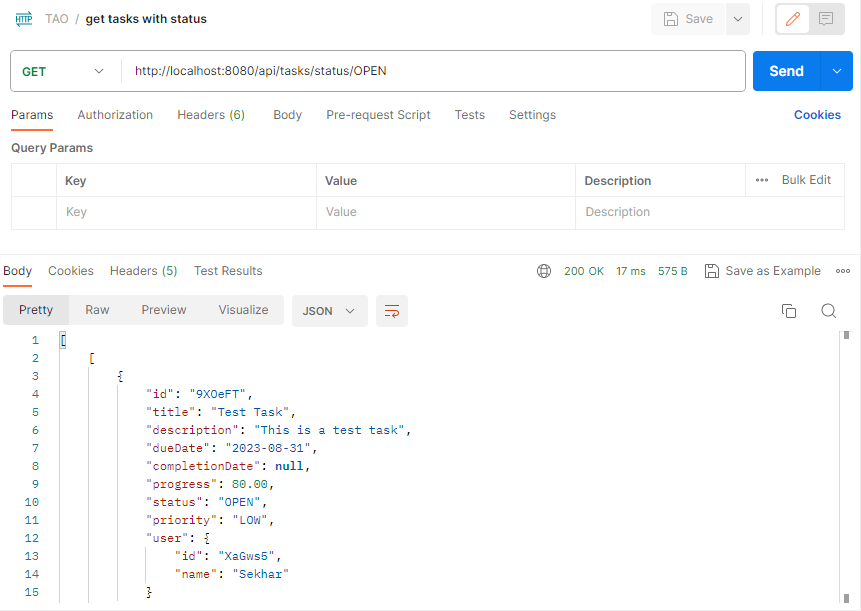 HTTP TAO / get tasks with status Save
GET http://localhost:8080/api/tasks/status/OPEN Send
Params Authorization Headers (6) Body Pre-request Script Tests Settings Cookies
Query Params
Key Value Description Bulk Edit
Key Value Description
Body Cookies Headers (5) Test Results 200 OK 17 ms 575 B Save as Example
Pretty Raw Preview Visualize JSON
1 [
2 [
3 {
4 "id": "9XOeFT",
5 "title": "Test Task",
6 "description": "This is a test task",
7 "dueDate": "2023-08-31",
8 "completionDate": null,
9 "progress": 80.00,
10 "status": "OPEN",
11 "priority": "LOW",
12 "user": {
13 "id": "XaGws5",
14 "name": "Sekhar"
15 }